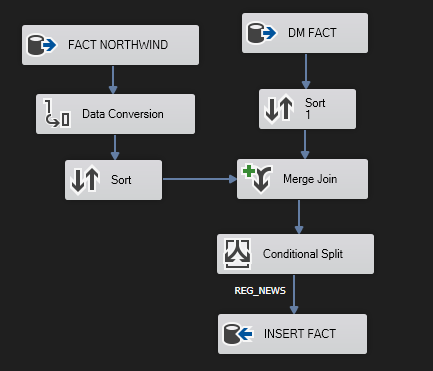 FACT NORTHWIND
DM FACT
Data Conversion
Sort
1
Sort
Merge Join
Conditional Split
REG_NEWS
INSERT FACT